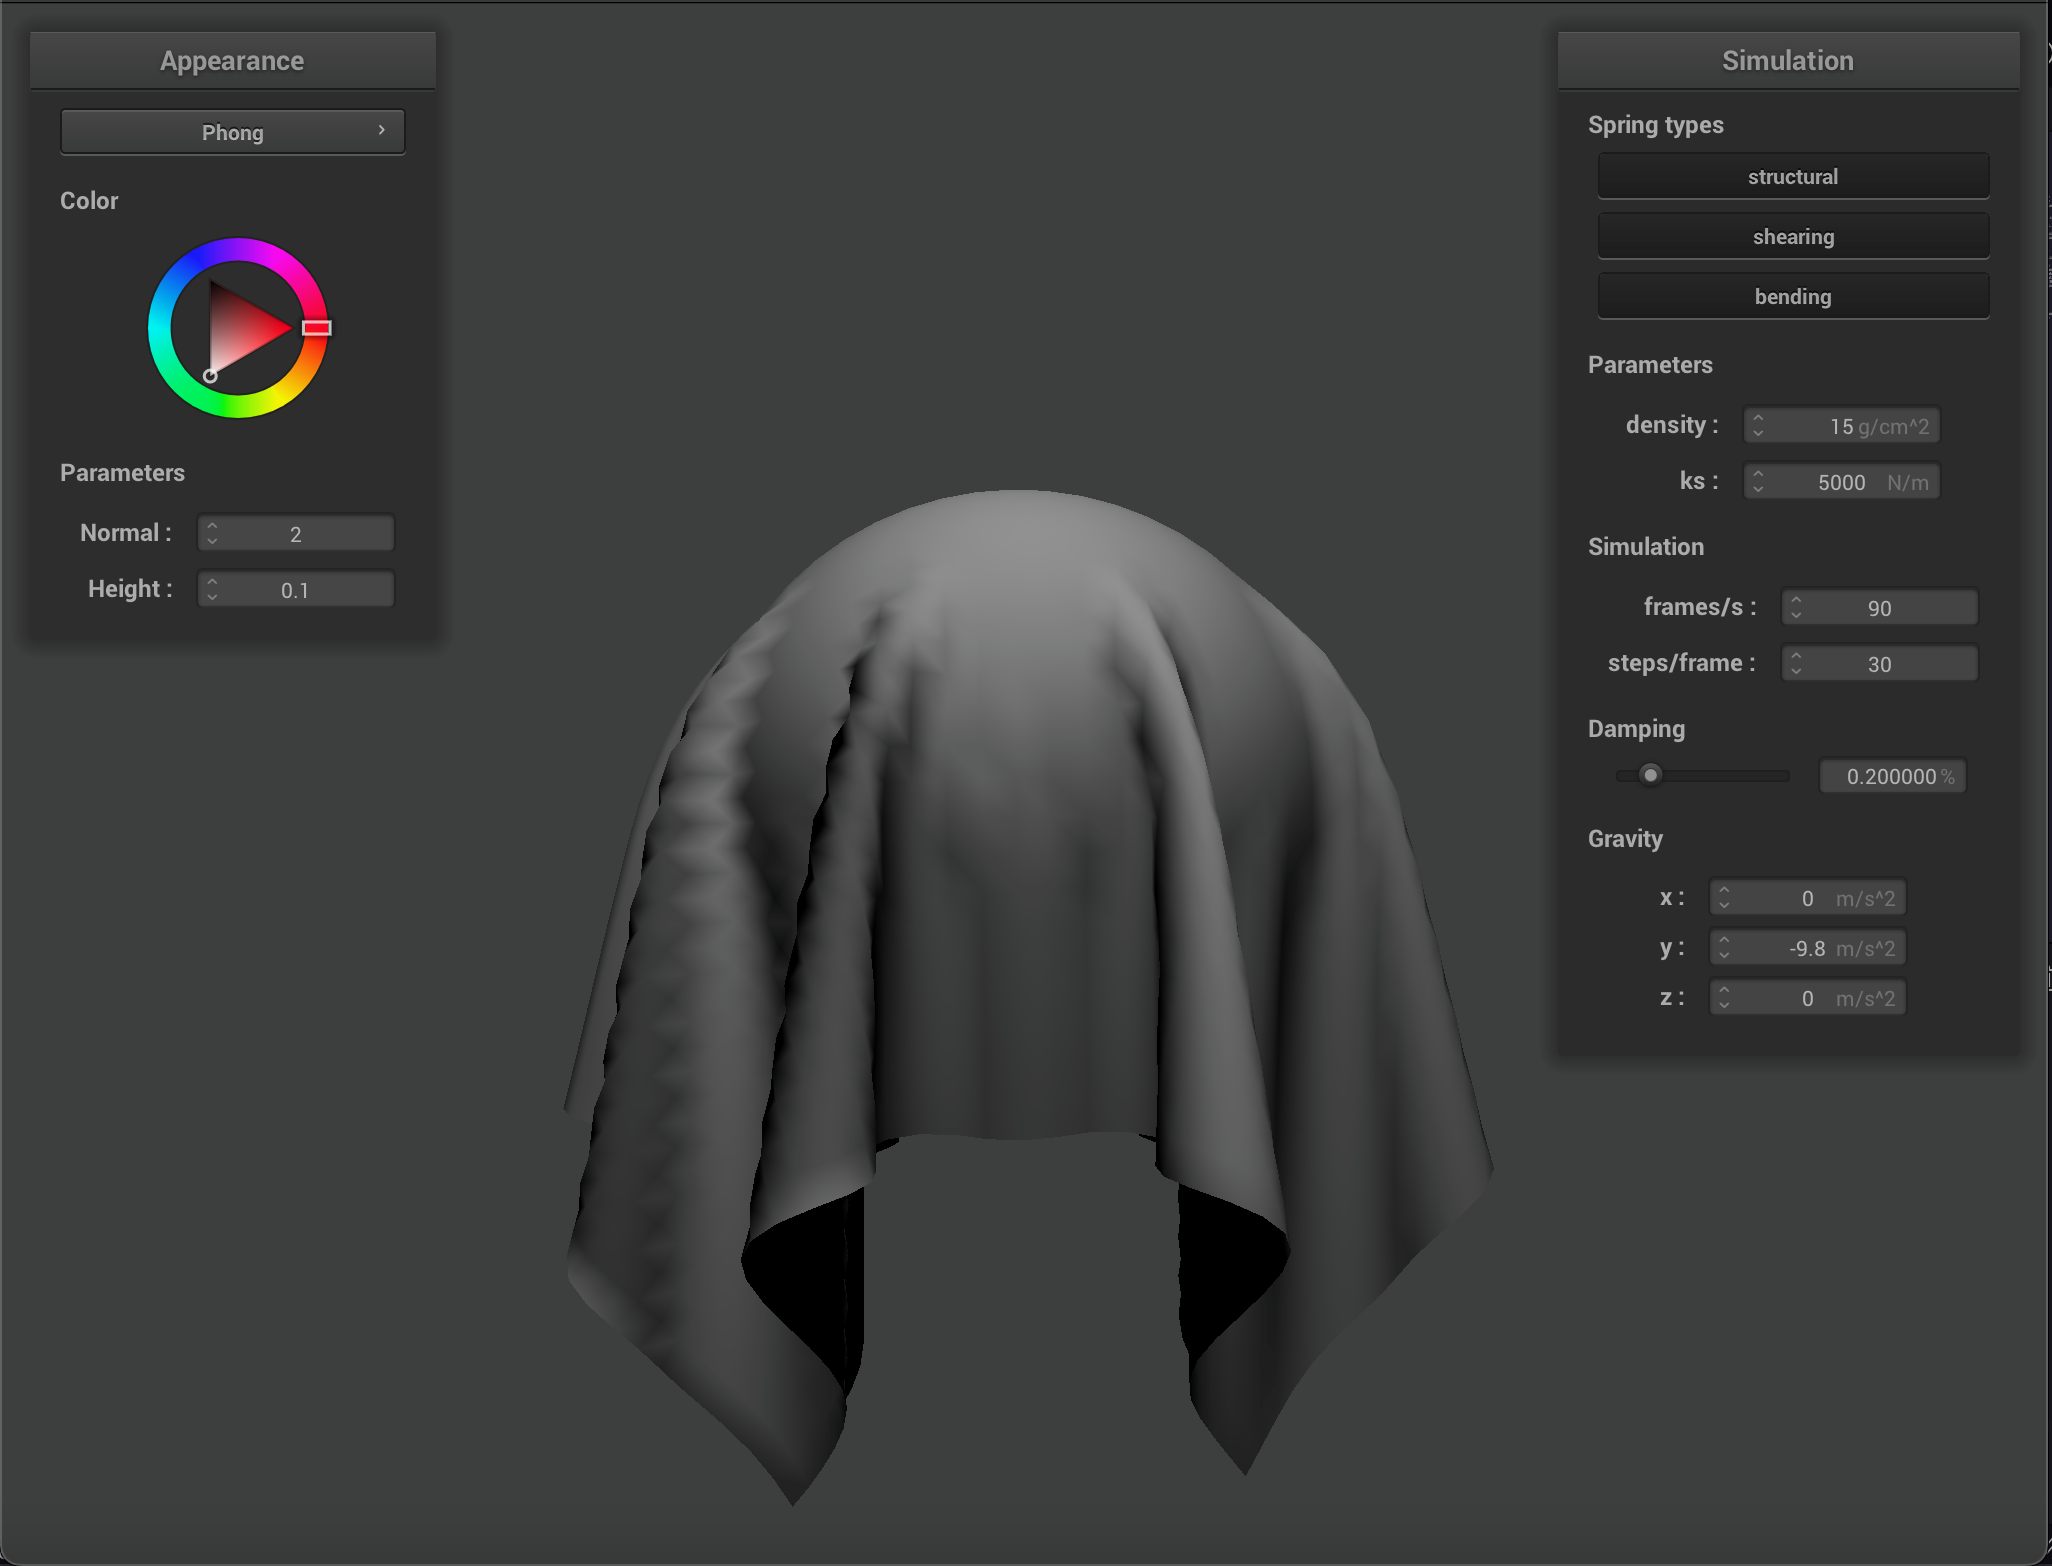 Appearance
Phong
Color
Parameters
Normal : 2
Height : 0.1
Simulation
Spring types
structural
shearing
bending
Parameters
density : 15 g/cm^2
ks : 5000 N/m
Simulation
frames/s : 90
steps/frame : 30
Damping
0.200000 %
Gravity
x : 0 m/s^2
y : -9.8 m/s^2
z : 0 m/s^2